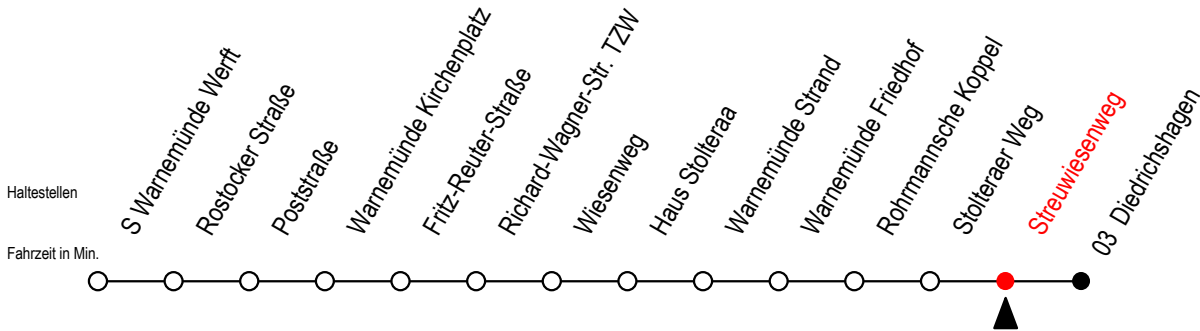 Haltestellen
S Warnemünde Werft
Rostocker Straße
Poststraße
Warnemünde Kirchenplatz
Fritz-Reuter-Straße
Richard-Wagner-Str. TZW
Wiesenweg
Haus Stolteraa
Warnemünde Strand
Warnemünde Friedhof
Rohrmannsche Koppel
Stolteraer Weg
Streuwiesenweg
03 Diedrichshagen
Fahrzeit in Min.